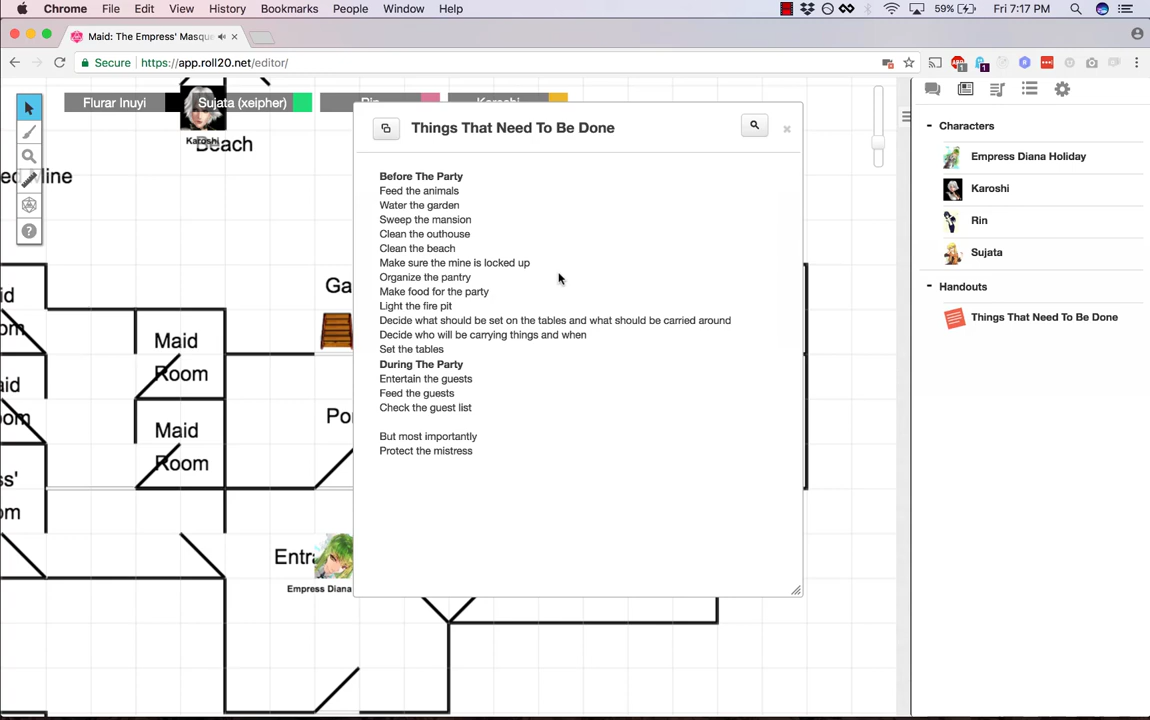 Chrome File Edit View History Bookmarks People Window Help
59% Fri 7:17 PM
Maid: The Empress' Masque
Secure https://app.roll20.net/editor/
Flurar Inuyi
Sujata (xeipher)
Rin
Karoshi
Karoshi
Beach
line
Things That Need To Be Done
Before The Party
Feed the animals
Water the garden
Sweep the mansion
Clean the outhouse
Clean the beach
Make sure the mine is locked up
Organize the pantry
Make food for the party
Light the fire pit
Decide what should be set on the tables and what should be carried around
Decide who will be carrying things and when
Set the tables
During The Party
Entertain the guests
Feed the guests
Check the guest list
But most importantly
Protect the mistress
Ga
Maid
Room
Po
Maid
Room
Entra
Empress Diana
Characters
Empress Diana Holiday
Karoshi
Rin
Sujata
Handouts
Things That Need To Be Done